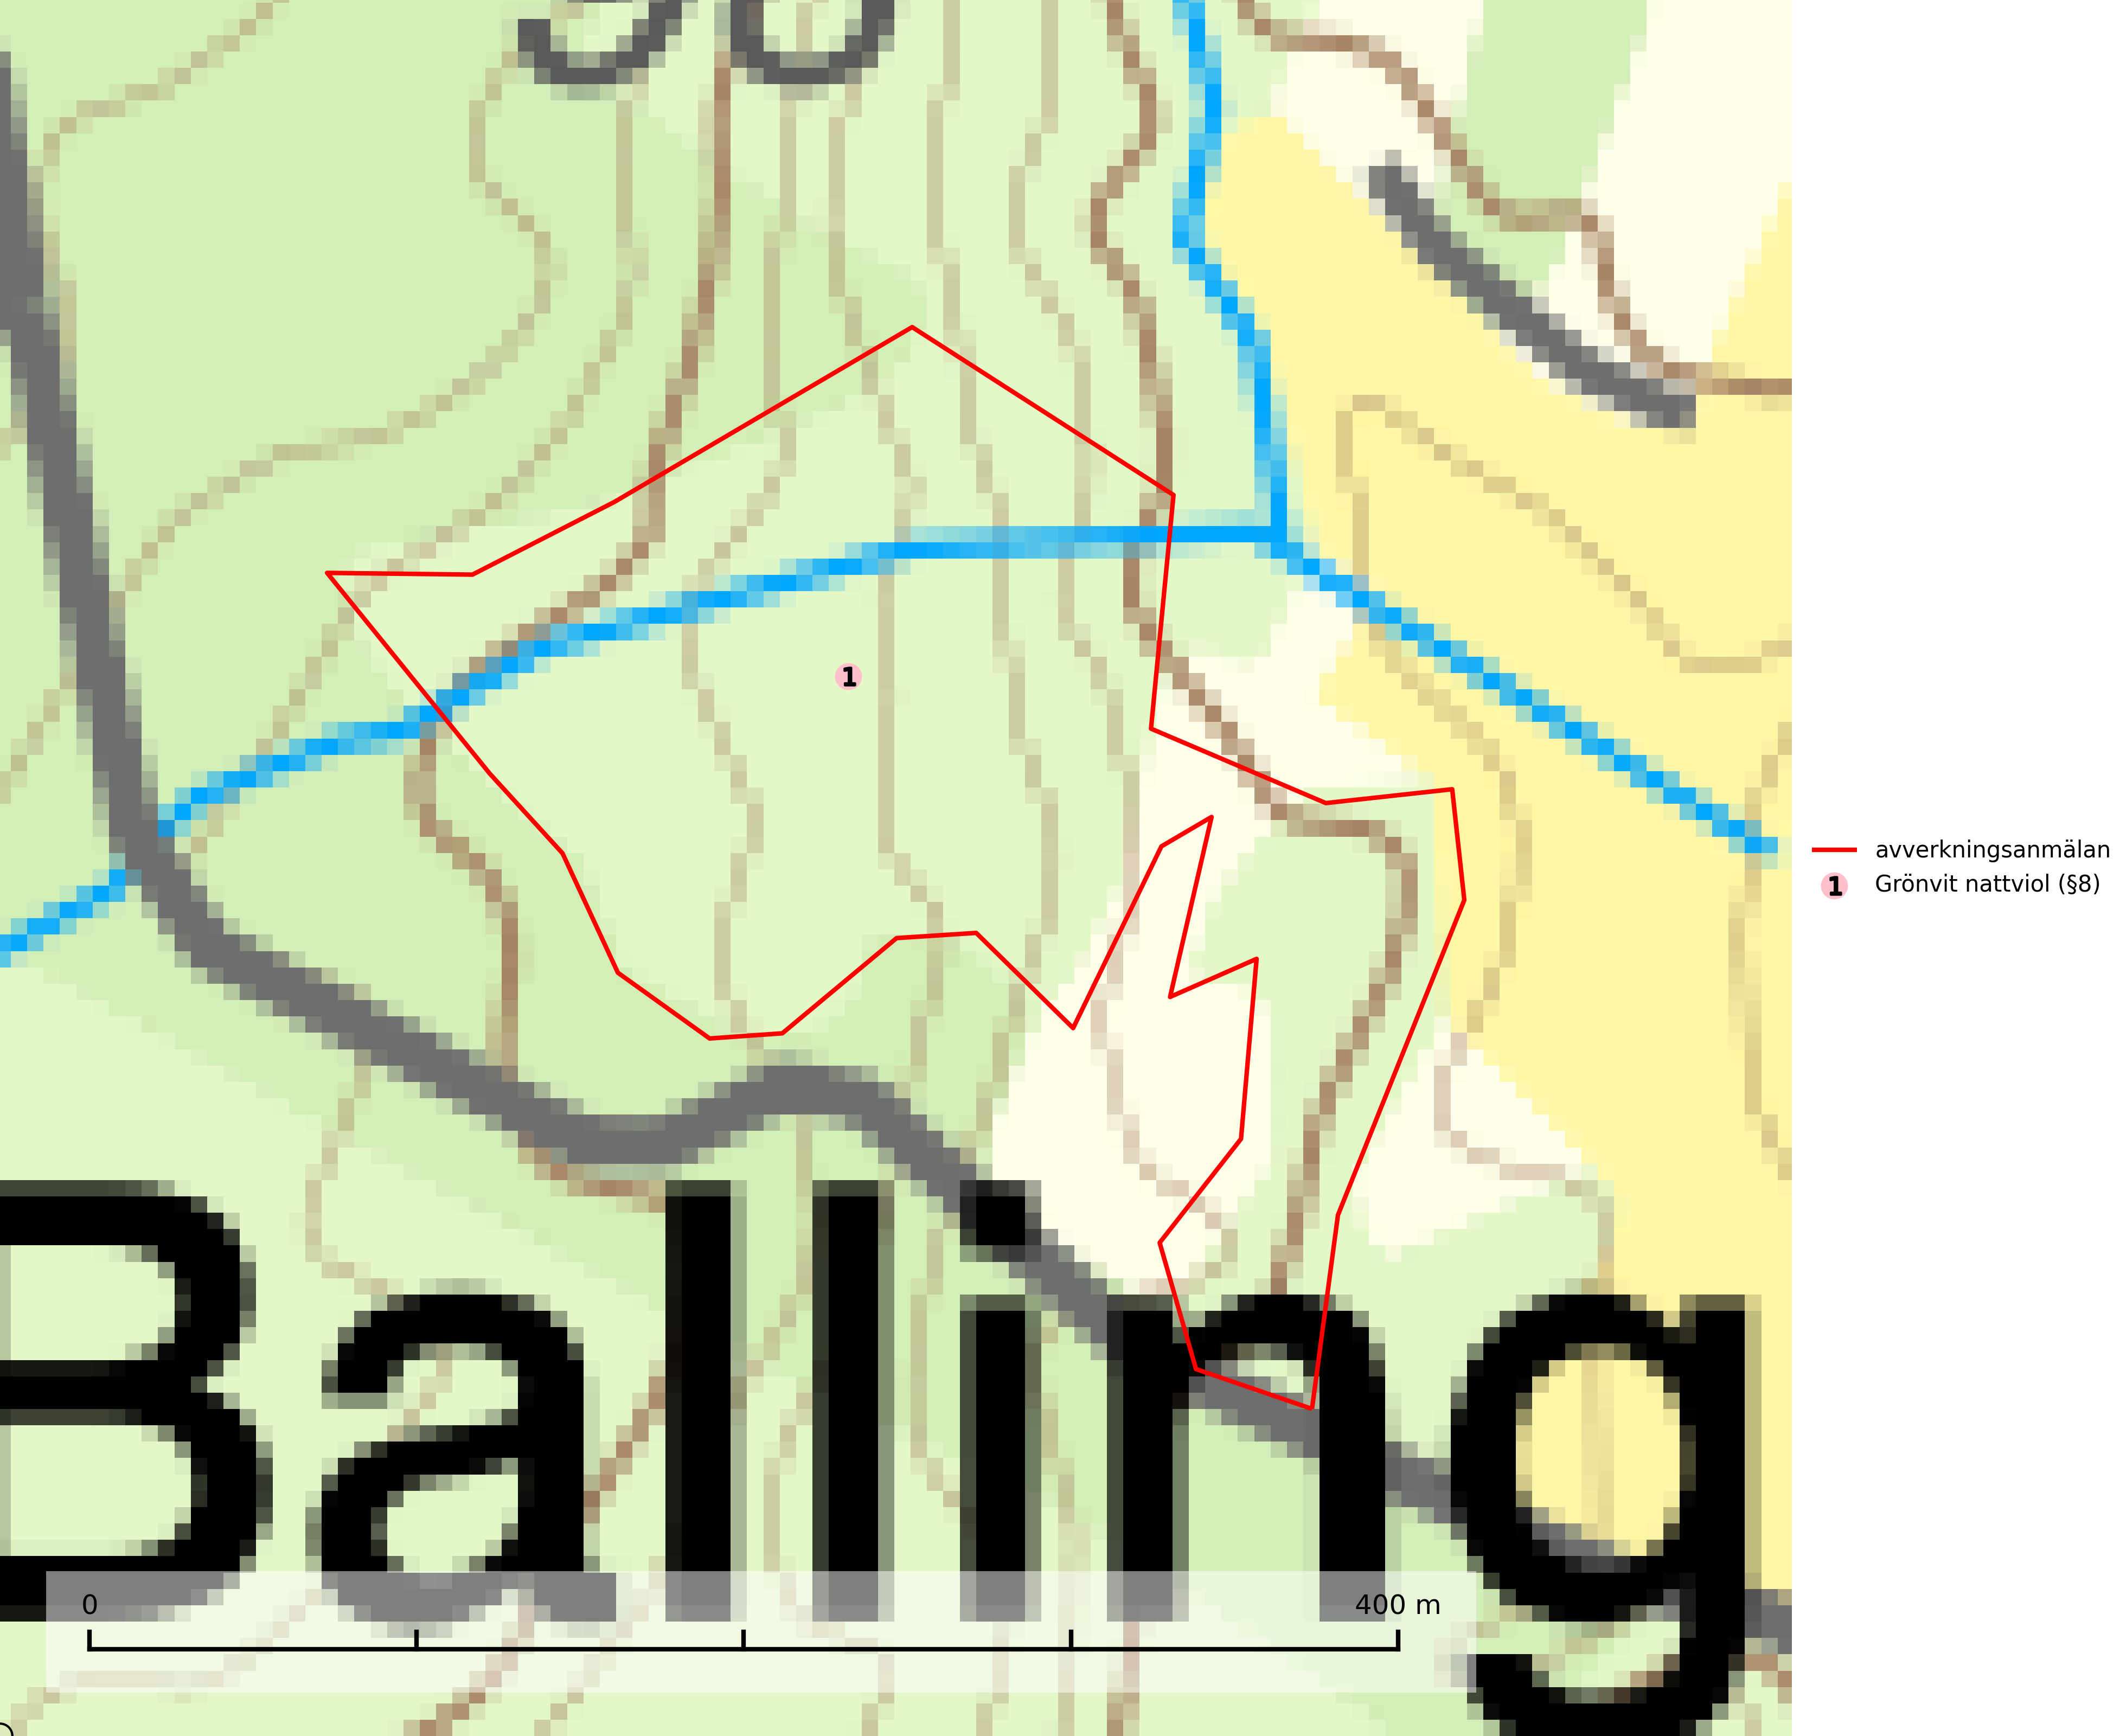 1
avverkningsanmälan
1 Grönvit nattviol (§8)
Balling
0 400 m